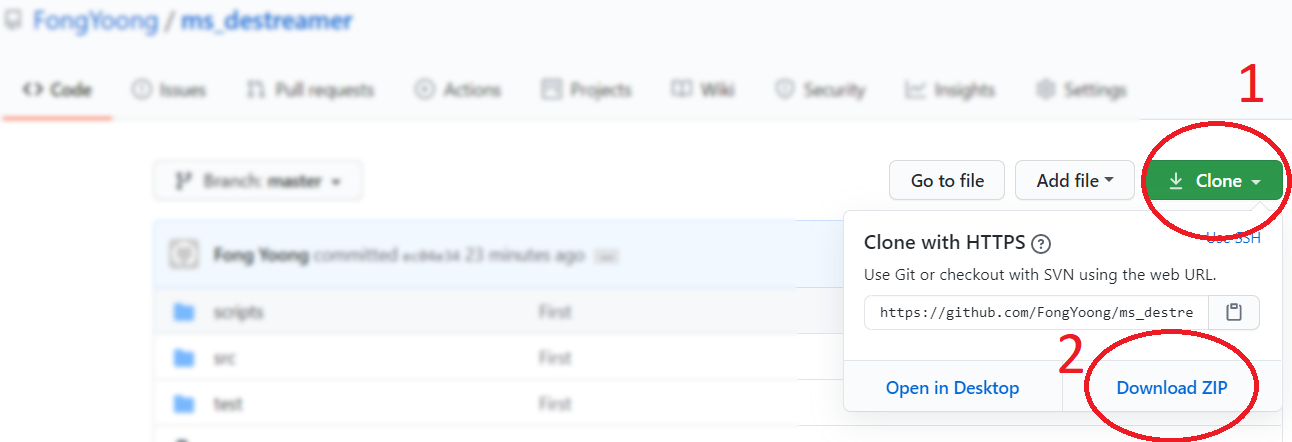 FongYoong / ms_destreamer
1
Code Issues Pull requests Actions Projects Wiki Security Insights Settings
Branch: master Go to file Add file Clone
Fong Yoong committed 23 minutes ago
Clone with HTTPS ? Use SSH
Use Git or checkout with SVN using the web URL.
scripts First
https://github.com/FongYoong/ms_destre
src First
2
Open in Desktop Download ZIP
test First